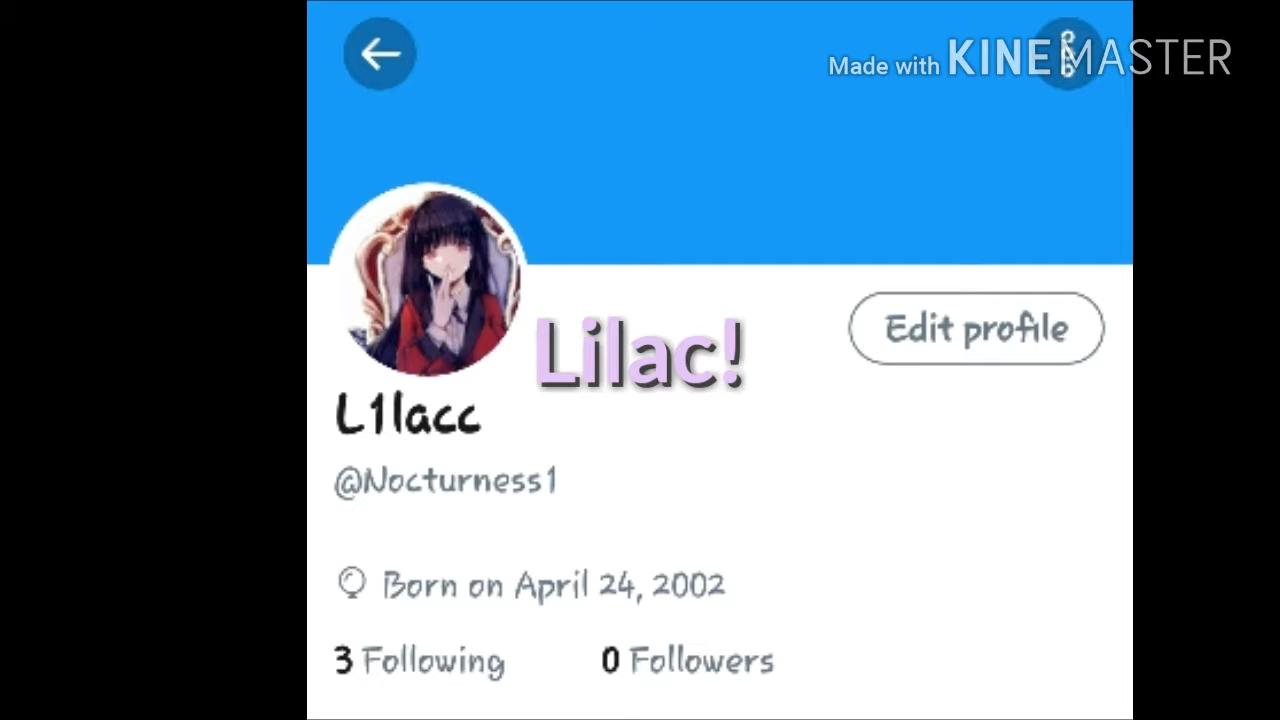 Made with KINEMASTER
Edit profile
Lilac!
L1lacc
@Nocturness1
Born on April 24, 2002
3 Following 0 Followers